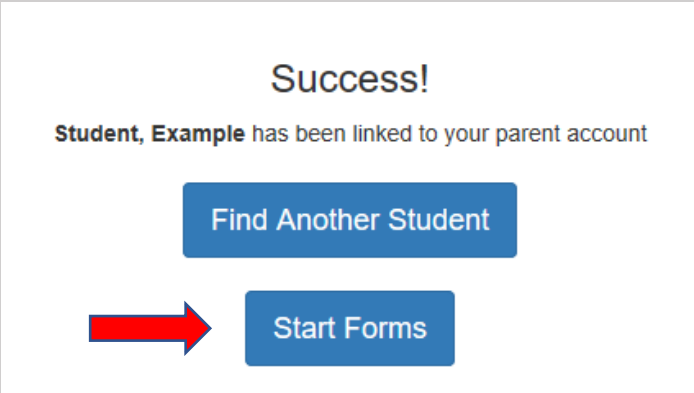 Success!
Student, Example has been linked to your parent account
Find Another Student
Start Forms